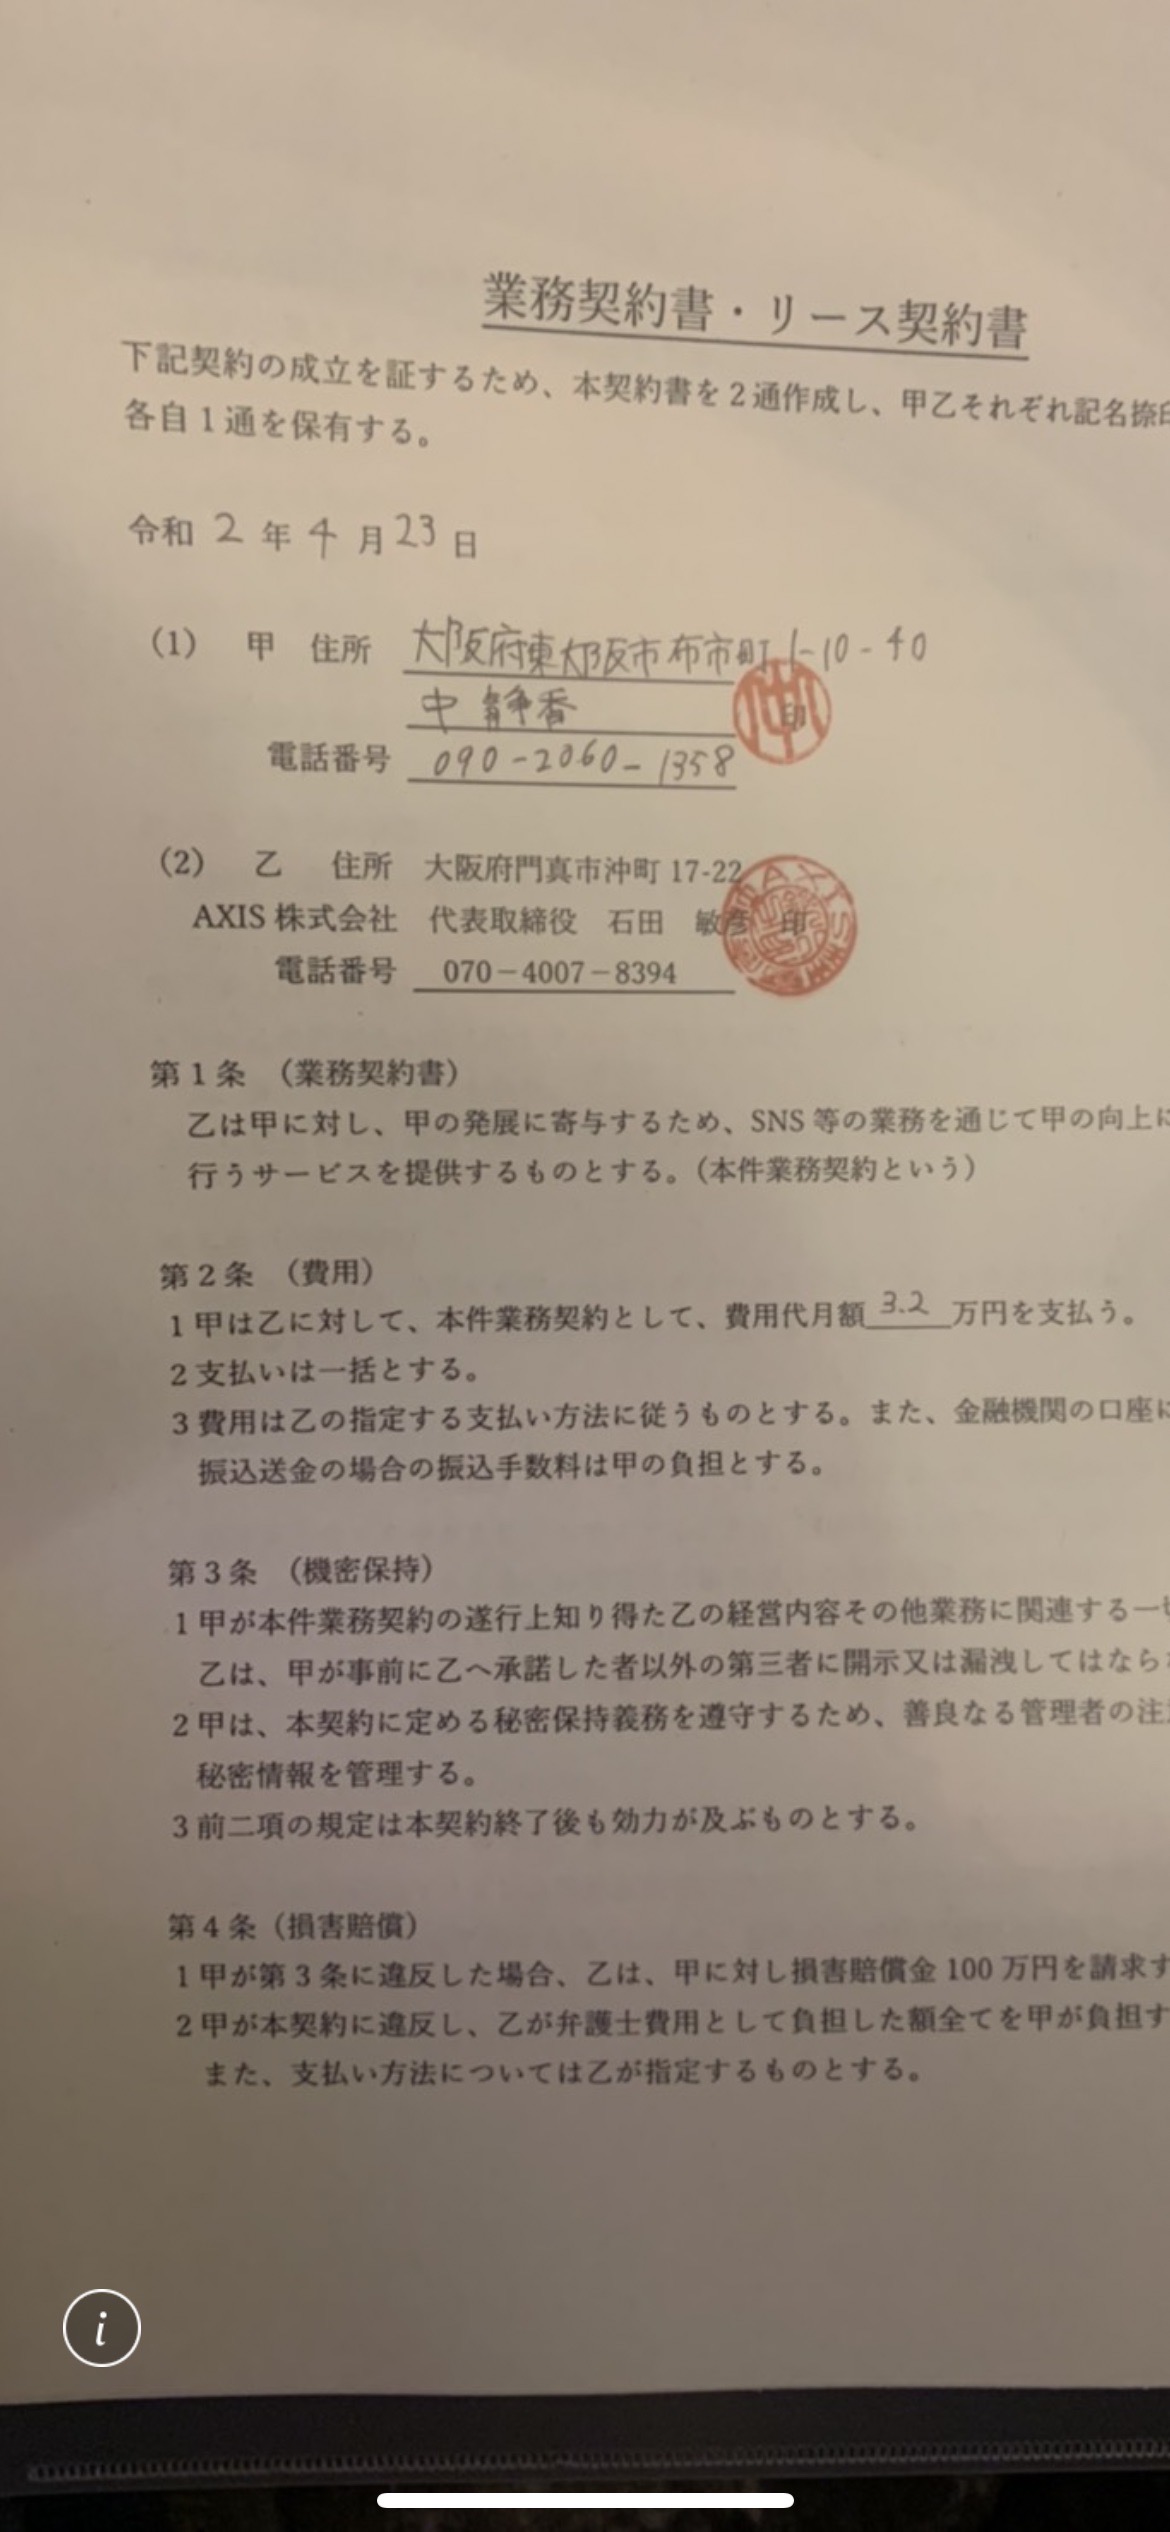 業務契約書・リース契約書
下記契約の成立を証するため、本契約書を2通作成し、甲乙それぞれ記名捺印
各自1通を保有する。
令和 2 年 4 月 23 日
(1) 甲 住所 大阪府東大阪市布市町1-10-40
中 静香 印
電話番号 090-2060-1358
(2) 乙 住所 大阪府門真市沖町 17-22
AXIS 株式会社 代表取締役 石田 敏彦 印
電話番号 070-4007-8394
第1条 (業務契約書)
乙は甲に対し、甲の発展に寄与するため、SNS 等の業務を通じて甲の向上に
行うサービスを提供するものとする。(本件業務契約という)
第2条 (費用)
1 甲は乙に対して、本件業務契約として、費用代月額 3.2 万円を支払う。
2 支払いは一括とする。
3 費用は乙の指定する支払い方法に従うものとする。また、金融機関の口座に
振込送金の場合の振込手数料は甲の負担とする。
第3条 (機密保持)
1 甲が本件業務契約の遂行上知り得た乙の経営内容その他業務に関連する一切
乙は、甲が事前に乙へ承諾した者以外の第三者に開示又は漏洩してはならな
2 甲は、本契約に定める秘密保持義務を遵守するため、善良なる管理者の注意
秘密情報を管理する。
3 前二項の規定は本契約終了後も効力が及ぶものとする。
第4条 (損害賠償)
1 甲が第3条に違反した場合、乙は、甲に対し損害賠償金 100 万円を請求す
2 甲が本契約に違反し、乙が弁護士費用として負担した額全てを甲が負担す
また、支払い方法については乙が指定するものとする。